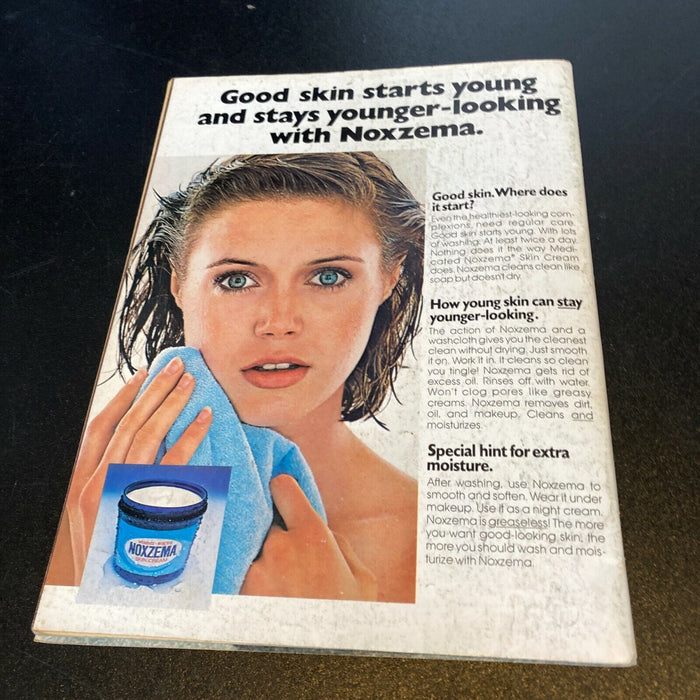 Good skin starts young
and stays younger-looking
with Noxzema.
Good skin. Where does
it start?
Even the healthiest-looking com-
plexions, need regular care.
Good skin starts young. With lots
of washing. At least twice a day.
Nothing does it the way Medi-
cated Noxzema® Skin Cream
does. Noxzema cleans clean like
soap but doesn't dry.
How young skin can stay
younger-looking.
The action of Noxzema and a
washcloth gives you the cleanest
clean without drying. Just smooth
it on. Work it in. It cleans so clean
you tingle! Noxzema gets rid of
excess oil. Rinses off with water.
Won't clog pores like greasy
creams. Noxzema removes dirt,
oil, and makeup. Cleans and
moisturizes.
Special hint for extra
moisture.
After washing, use Noxzema to
smooth and soften. Wear it under
makeup. Use it as a night cream.
Noxzema is greaseless! The more
you want good-looking skin, the
more you should wash and mois-
turize with Noxzema.
NOXZEMA
SKIN CREAM